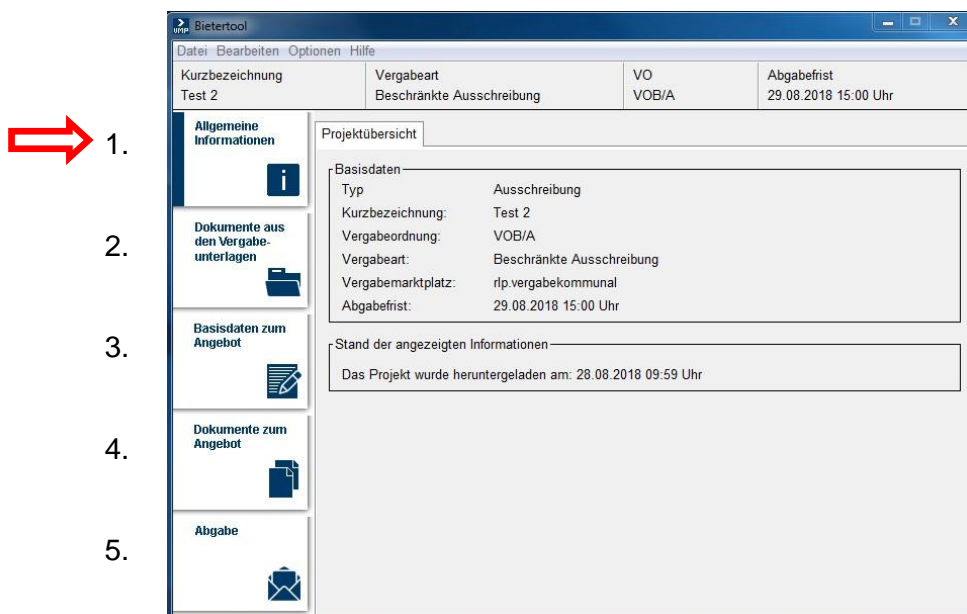 VMP Bietertool
Datei Bearbeiten Optionen Hilfe
Kurzbezeichnung Vergabeart VO Abgabefrist
Test 2 Beschränkte Ausschreibung VOB/A 29.08.2018 15:00 Uhr
1.
Allgemeine
Informationen
i
2.
Dokumente aus
den Vergabe-
unterlagen
3.
Basisdaten zum
Angebot
4.
Dokumente zum
Angebot
5.
Abgabe
Projektübersicht
Basisdaten
Typ Ausschreibung
Kurzbezeichnung: Test 2
Vergabeordnung: VOB/A
Vergabeart: Beschränkte Ausschreibung
Vergabemarktplatz: rlp.vergabekommunal
Abgabefrist: 29.08.2018 15:00 Uhr
Stand der angezeigten Informationen
Das Projekt wurde heruntergeladen am: 28.08.2018 09:59 Uhr